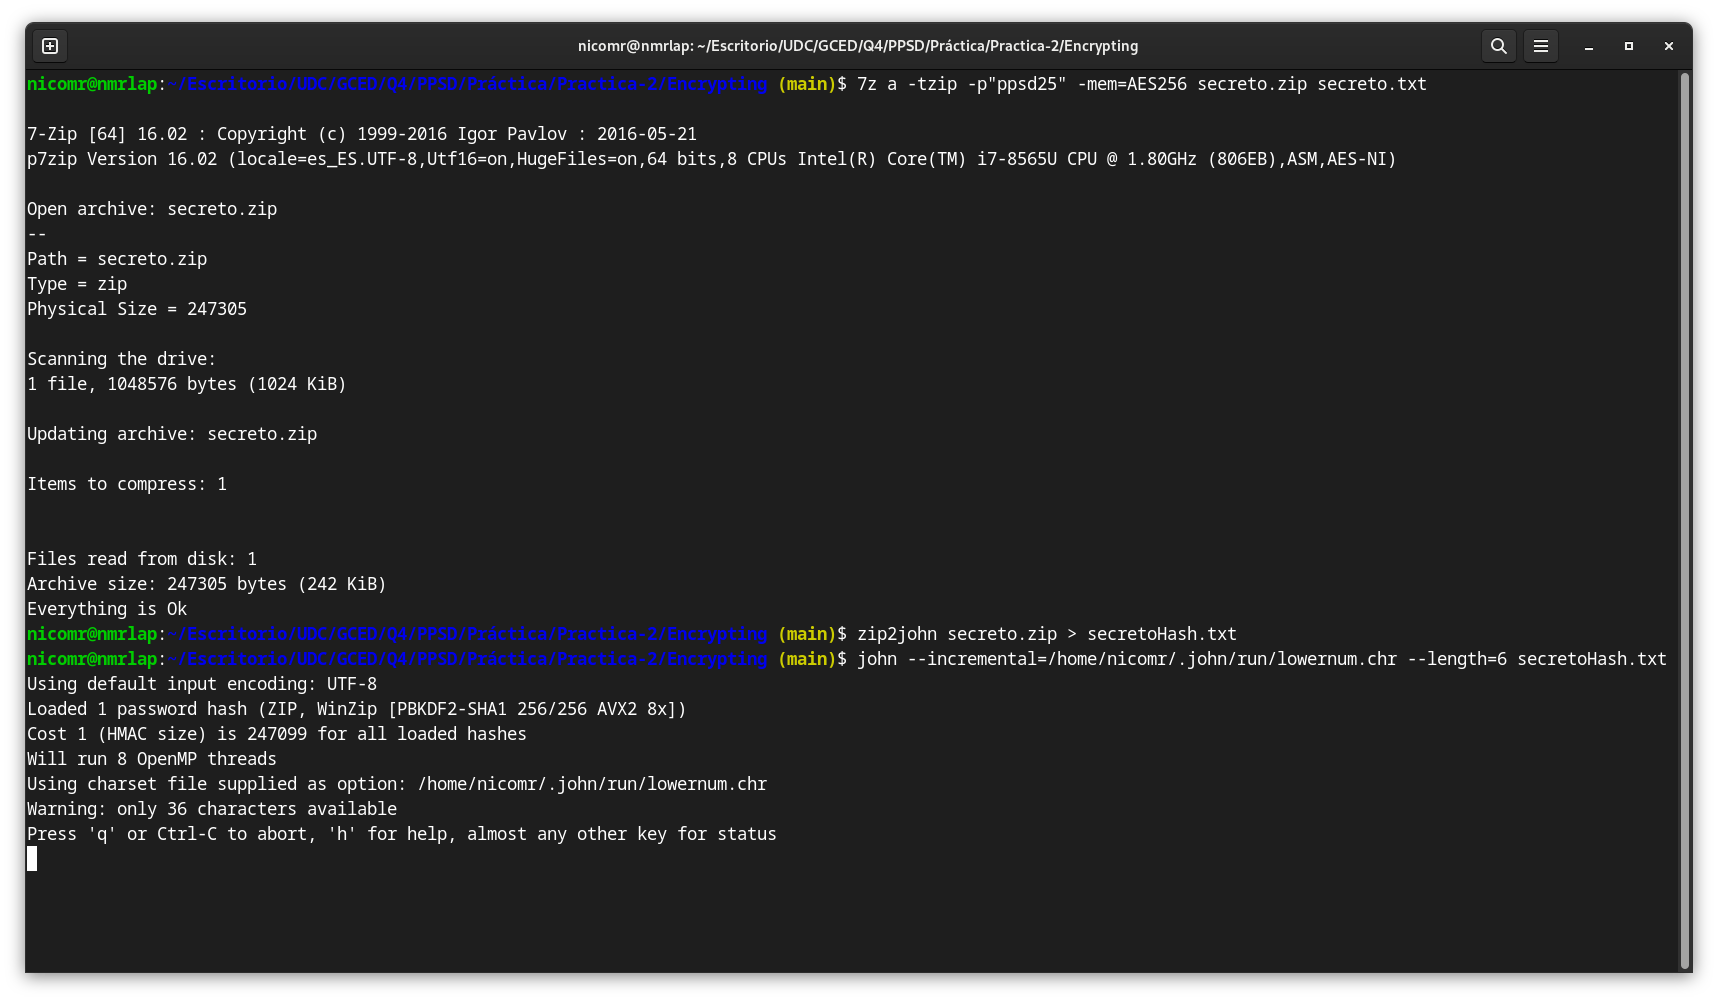 nicomr@nmrlap: ~/Escritorio/UDC/GCED/Q4/PPSD/Práctica/Practica-2/Encrypting
nicomr@nmrlap:~/Escritorio/UDC/GCED/Q4/PPSD/Práctica/Practica-2/Encrypting (main)$ 7z a -tzip -p"ppsd25" -mem=AES256 secreto.zip secreto.txt
7-Zip [64] 16.02 : Copyright (c) 1999-2016 Igor Pavlov : 2016-05-21
p7zip Version 16.02 (locale=es_ES.UTF-8,Utf16=on,HugeFiles=on,64 bits,8 CPUs Intel(R) Core(TM) i7-8565U CPU @ 1.80GHz (806EB),ASM,AES-NI)
Open archive: secreto.zip
--
Path = secreto.zip
Type = zip
Physical Size = 247305
Scanning the drive:
1 file, 1048576 bytes (1024 KiB)
Updating archive: secreto.zip
Items to compress: 1
Files read from disk: 1
Archive size: 247305 bytes (242 KiB)
Everything is Ok
nicomr@nmrlap:~/Escritorio/UDC/GCED/Q4/PPSD/Práctica/Practica-2/Encrypting (main)$ zip2john secreto.zip > secretoHash.txt
nicomr@nmrlap:~/Escritorio/UDC/GCED/Q4/PPSD/Práctica/Practica-2/Encrypting (main)$ john --incremental=/home/nicomr/.john/run/lowernum.chr --length=6 secretoHash.txt
Using default input encoding: UTF-8
Loaded 1 password hash (ZIP, WinZip [PBKDF2-SHA1 256/256 AVX2 8x])
Cost 1 (HMAC size) is 247099 for all loaded hashes
Will run 8 OpenMP threads
Using charset file supplied as option: /home/nicomr/.john/run/lowernum.chr
Warning: only 36 characters available
Press 'q' or Ctrl-C to abort, 'h' for help, almost any other key for status